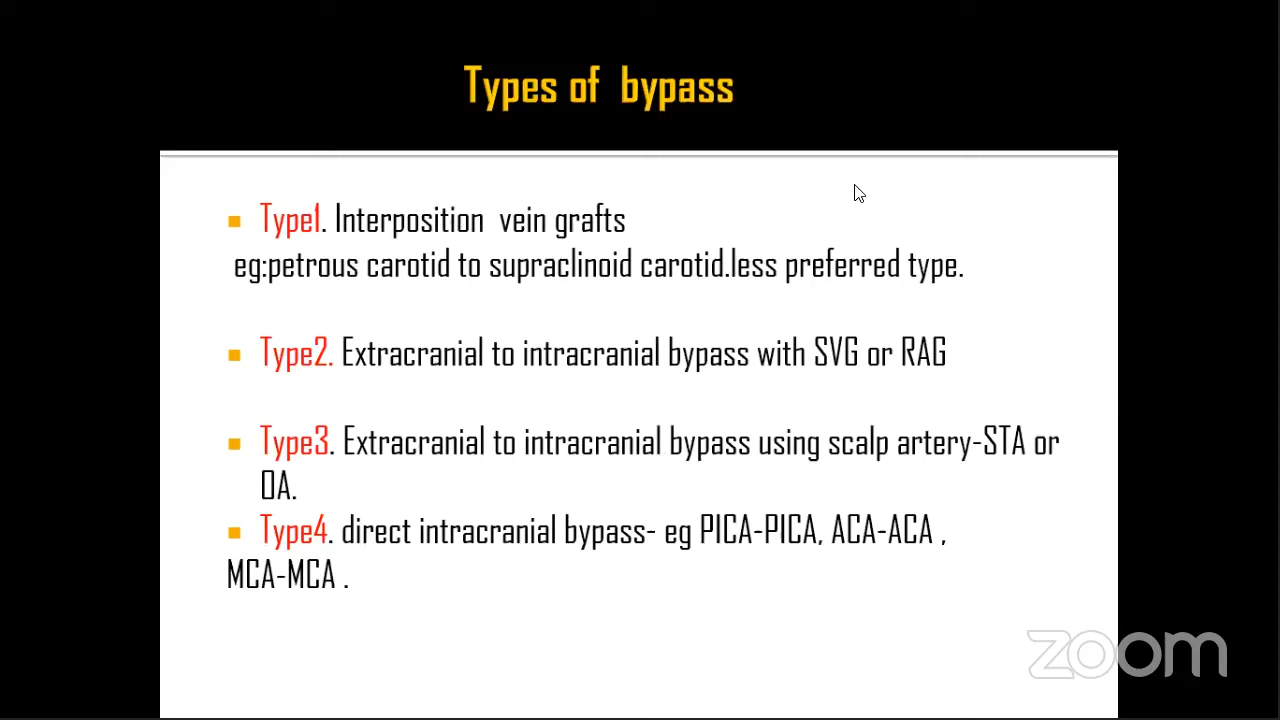 Types of bypass
Type1. Interposition vein grafts
eg:petrous carotid to supraclinoid carotid.less preferred type.
Type2. Extracranial to intracranial bypass with SVG or RAG
Type3. Extracranial to intracranial bypass using scalp artery-STA or
OA.
Type4. direct intracranial bypass- eg PICA-PICA, ACA-ACA ,
MCA-MCA .
zoom